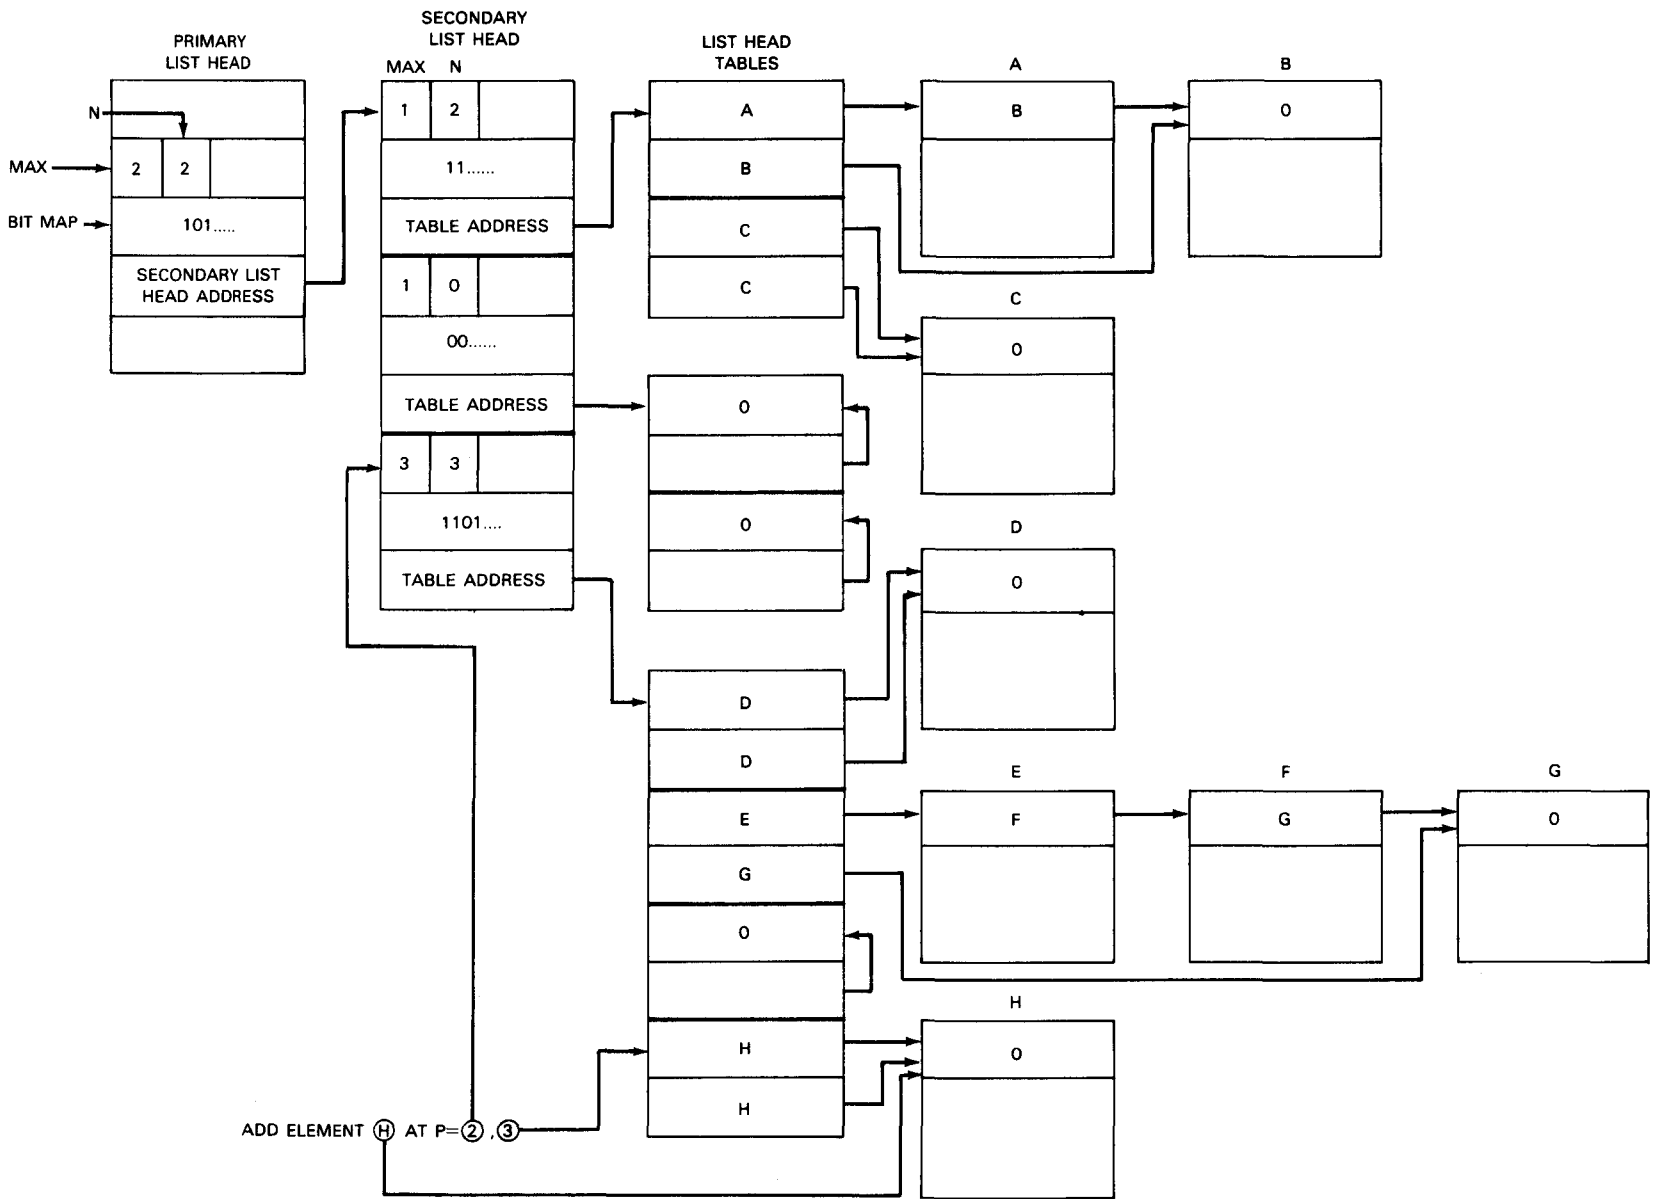 PRIMARY
LIST HEAD
N
MAX
2 2
BIT MAP
101.....
SECONDARY LIST
HEAD ADDRESS
SECONDARY
LIST HEAD
MAX N
1 2
11......
TABLE ADDRESS
1 0
00......
TABLE ADDRESS
3 3
1101....
TABLE ADDRESS
LIST HEAD
TABLES
A
B
C
C
0
0
D
D
E
G
0
H
H
A
B
B
0
C
0
D
0
E
F
F
G
G
0
H
0
ADD ELEMENT H AT P=2,3